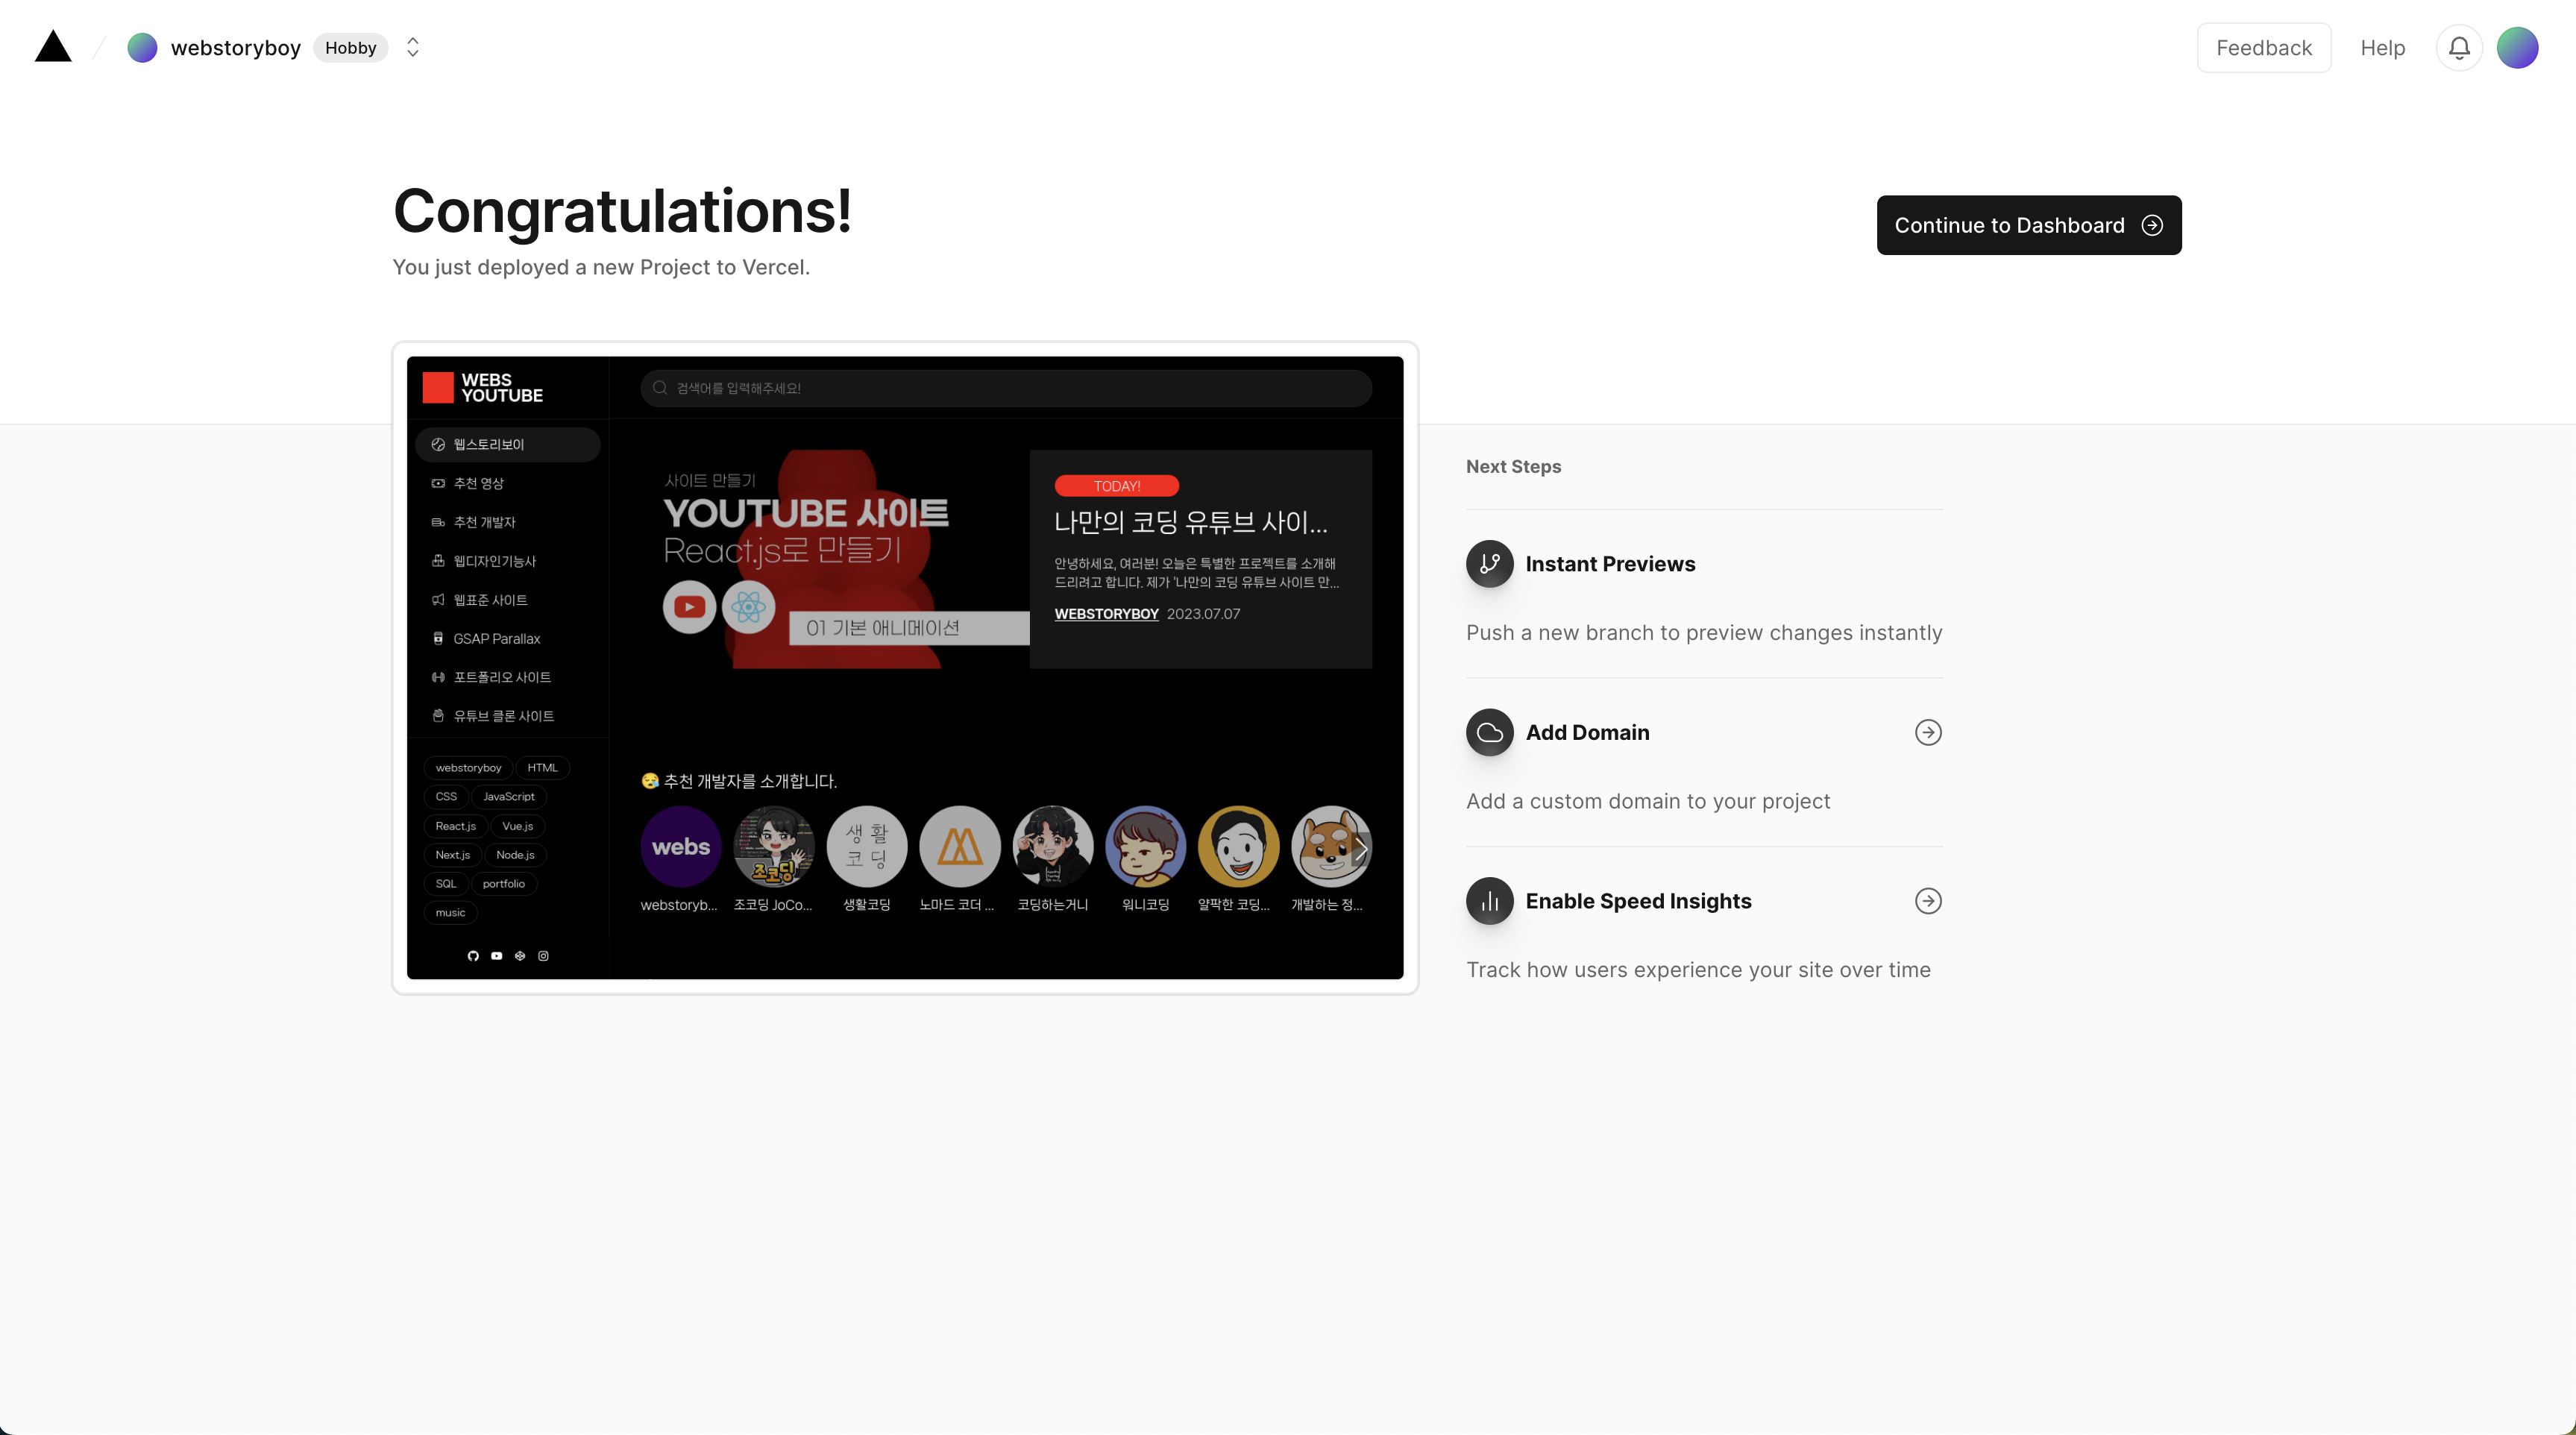 webstoryboy Hobby
Feedback
Help
Congratulations!
You just deployed a new Project to Vercel.
Continue to Dashboard
WEBS
YOUTUBE
웹스토리보이
추천 영상
추천 개발자
웹디자인기능사
웹표준 사이트
GSAP Parallax
포트폴리오 사이트
유튜브 클론 사이트
webstoryboy HTML
CSS JavaScript
React.js Vue.js
Next.js Node.js
SQL portfolio
music
검색어를 입력해주세요!
사이트 만들기
YOUTUBE 사이트
React.js로 만들기
01 기본 애니메이션
TODAY!
나만의 코딩 유튜브 사이...
안녕하세요, 여러분! 오늘은 특별한 프로젝트를 소개해
드리려고 합니다. 제가 '나만의 코딩 유튜브 사이트 만...
WEBSTORYBOY 2023.07.07
😪 추천 개발자를 소개합니다.
webs
조코딩
생활
코딩
webstoryb...
조코딩 JoCo...
생활코딩
노마드 코더 ...
코딩하는거니
워니코딩
얄팍한 코딩...
개발하는 정...
Next Steps
Instant Previews
Push a new branch to preview changes instantly
Add Domain
Add a custom domain to your project
Enable Speed Insights
Track how users experience your site over time